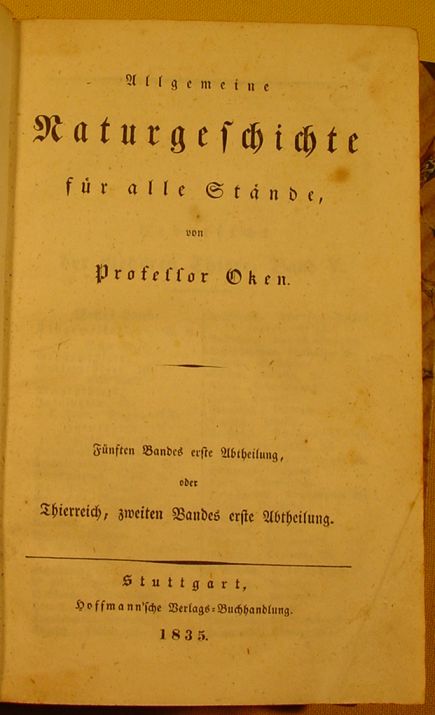 Allgemeine
Naturgeschichte
für alle Stände,
von
Professor Oken.
Fünften Bandes erste Abtheilung,
oder
Thierreich, zweiten Bandes erste Abtheilung.
Stuttgart,
Hoffmann'sche Verlags-Buchhandlung.
1835.